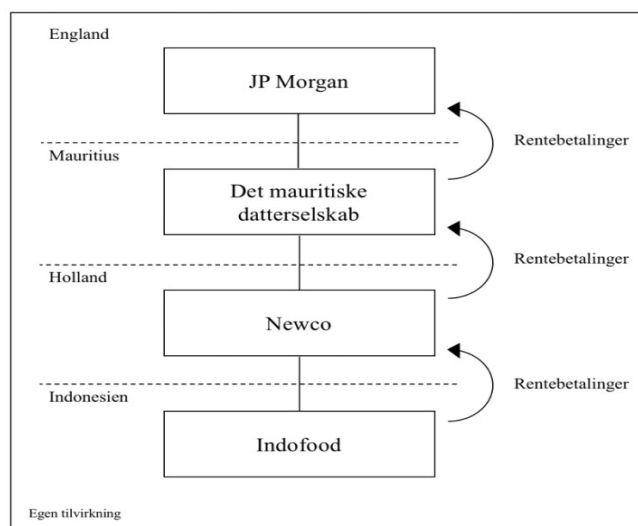 England
JP Morgan
Rentebetalinger
Mauritius
Det mauritiske
datterselskab
Rentebetalinger
Holland
Newco
Rentebetalinger
Indonesien
Indofood
Egen tilvirkning